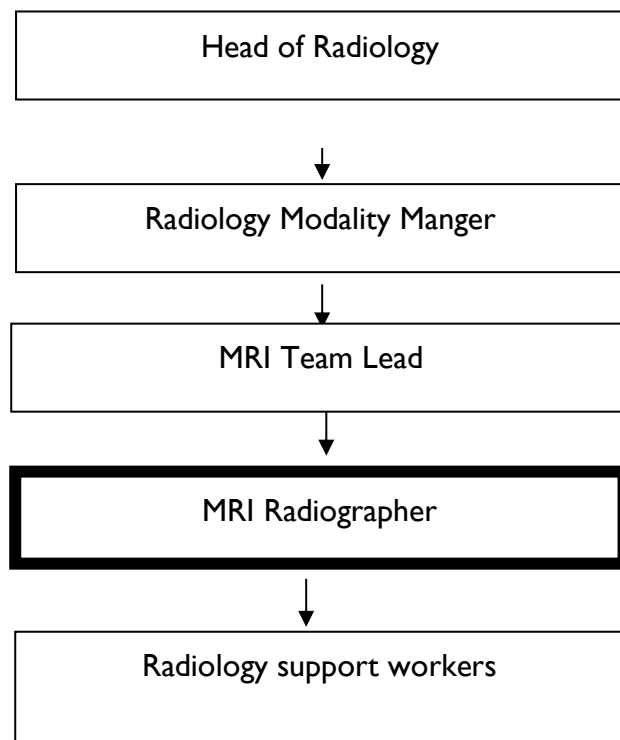 Head of Radiology
Radiology Modality Manger
MRI Team Lead
MRI Radiographer
Radiology support workers